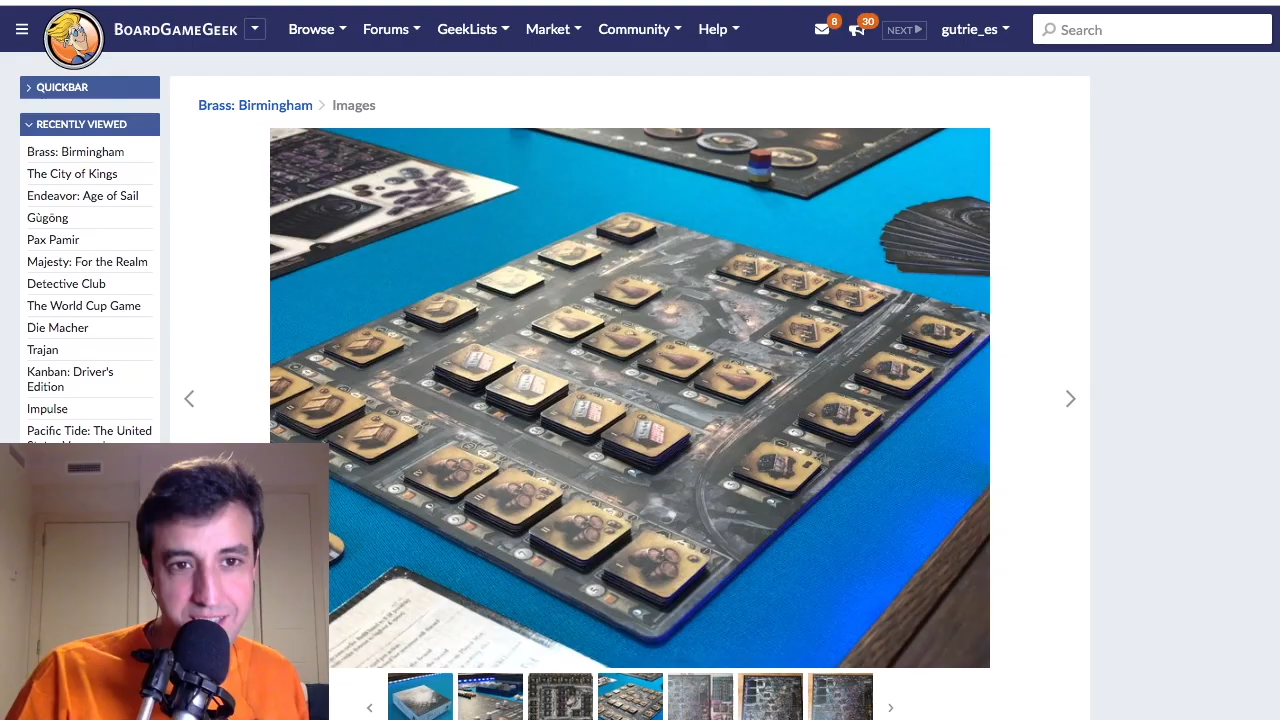 BOARDGAMEGEEK
Browse
Forums
GeekLists
Market
Community
Help
8
30
NEXT
gutrie_es
Search
QUICKBAR
RECENTLY VIEWED
Brass: Birmingham
The City of Kings
Endeavor: Age of Sail
Gùgōng
Pax Pamir
Majesty: For the Realm
Detective Club
The World Cup Game
Die Macher
Trajan
Kanban: Driver's
Edition
Impulse
Pacific Tide: The United
Brass: Birmingham
Images